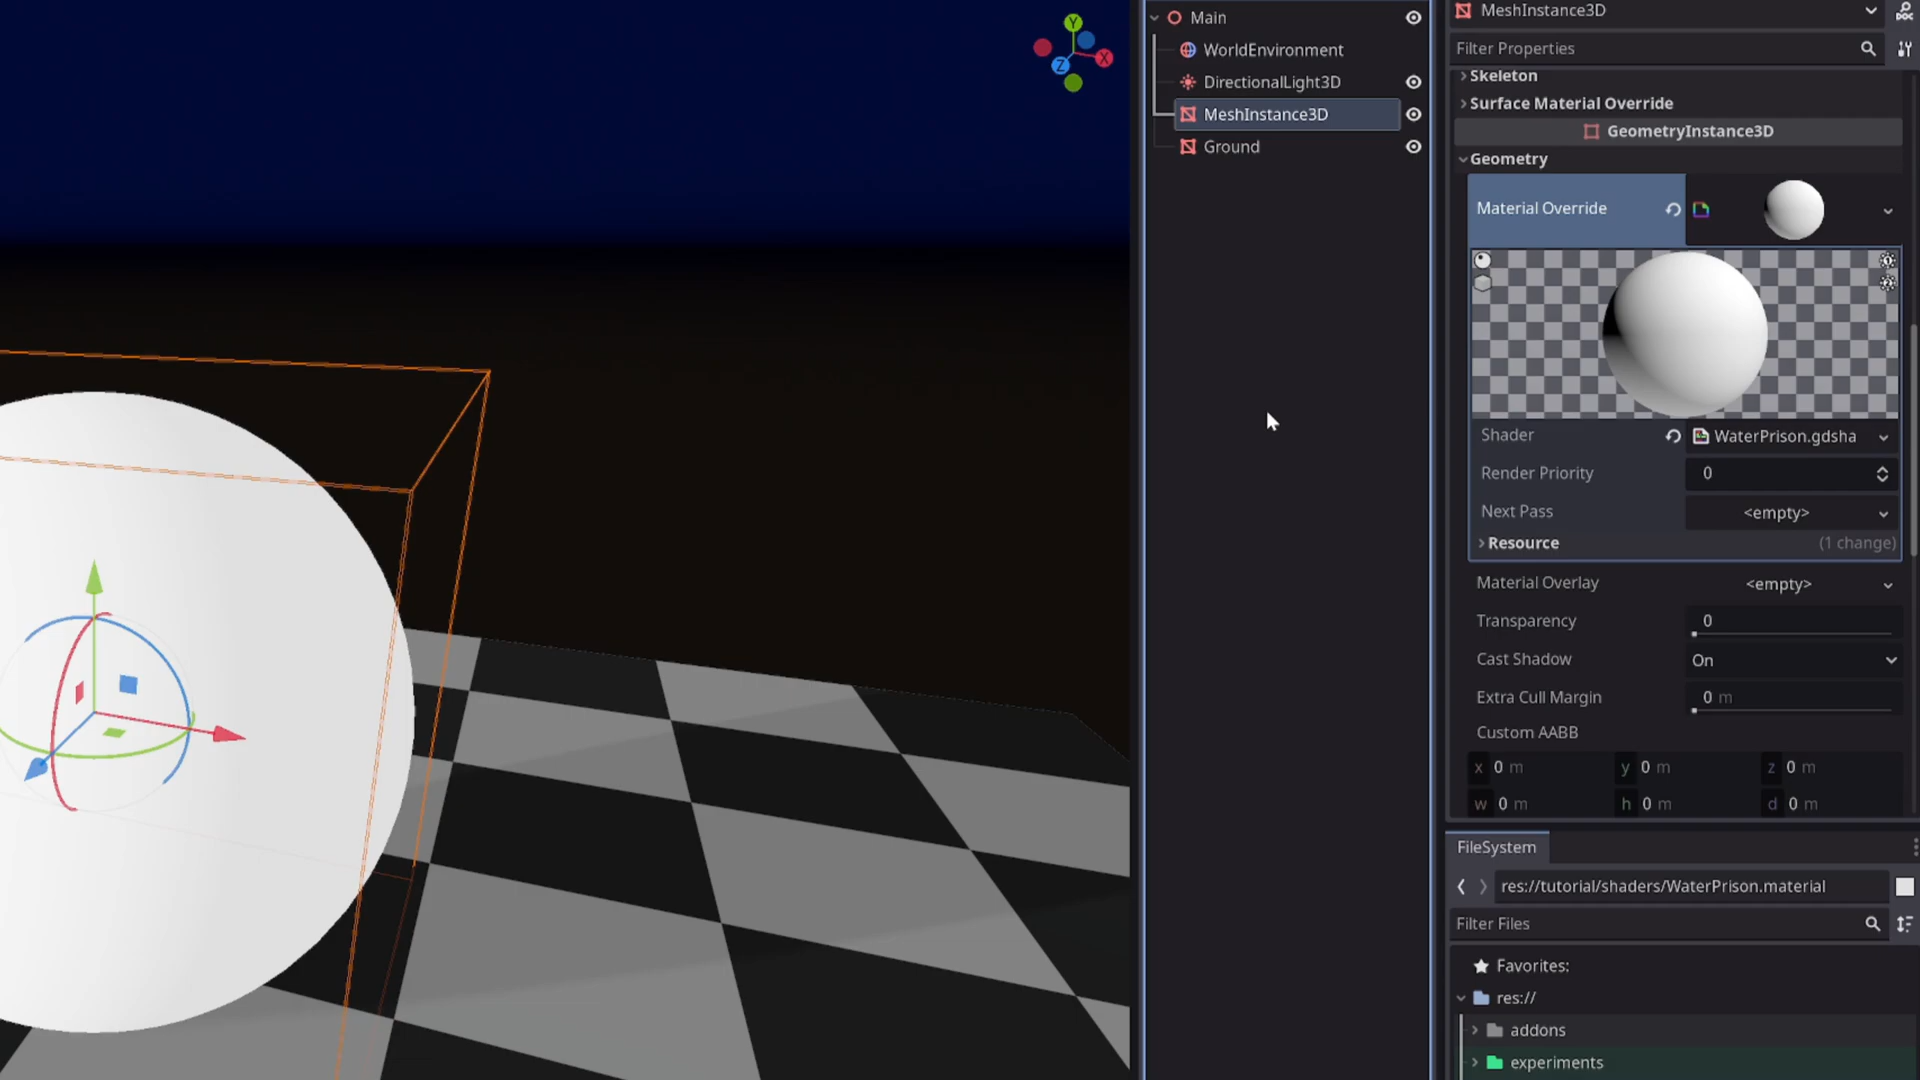 Y
X
Z
Main
WorldEnvironment
DirectionalLight3D
MeshInstance3D
Ground
MeshInstance3D
Filter Properties
Skeleton
Surface Material Override
GeometryInstance3D
Geometry
Material Override
Shader
WaterPrison.gdsha
Render Priority
0
Next Pass
<empty>
Resource
(1 change)
Material Overlay
<empty>
Transparency
0
Cast Shadow
On
Extra Cull Margin
0 m
Custom AABB
x 0 m
y 0 m
z 0 m
w 0 m
h 0 m
d 0 m
FileSystem
res://tutorial/shaders/WaterPrison.material
Filter Files
Favorites:
res://
addons
experiments